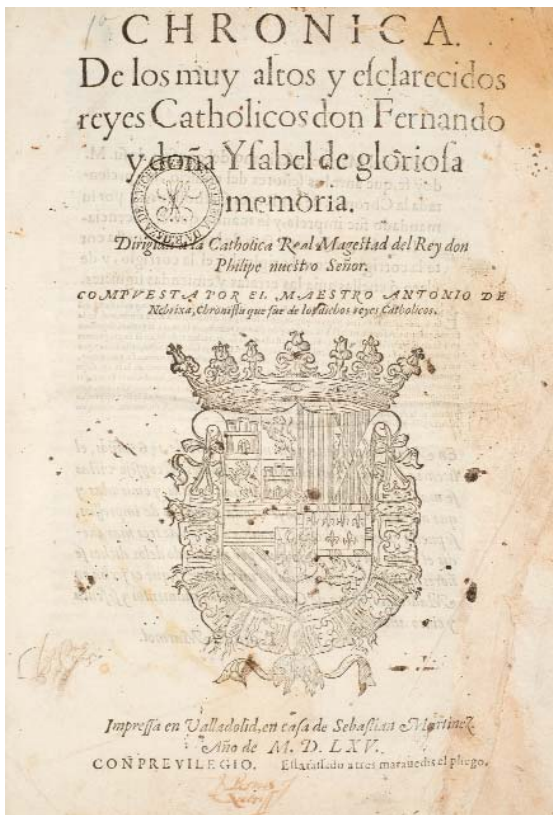 CHRONICA.
De los muy altos y esclarecidos
reyes Catholicos don Fernando
y doña Ysabel de gloriosa
memoria.
Dirigida a la Catholica Real Magestad del Rey don
Philipe nuestro Señor.
COMPVESTA POR EL MAESTRO ANTONIO DE
Nebrixa, Chronista que fue de los dichos reyes Catholicos.
Impressa en Valladolid, en casa de Sebastian Martinez.
Año de M. D. LXV.
CON PREVILEGIO. Esta tassado a tres marauedis el pliego.